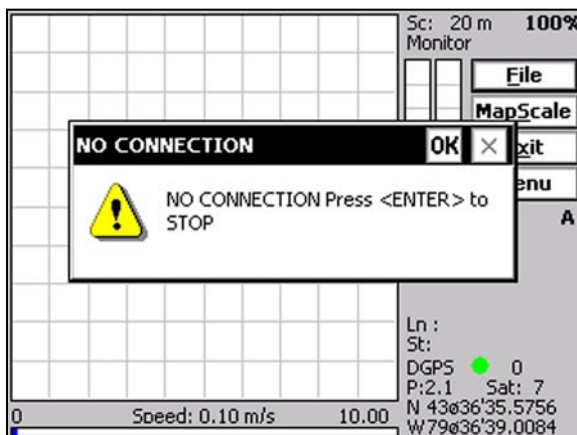 Sc: 20 m 100%
Monitor
File
MapScale
xit
enu
NO CONNECTION OK ×
NO CONNECTION Press <ENTER> to
STOP
A
Ln :
St:
DGPS 0
P:2.1 Sat: 7
N 43ø36'35.5756
W79ø36'39.0084
0 Speed: 0.10 m/s 10.00